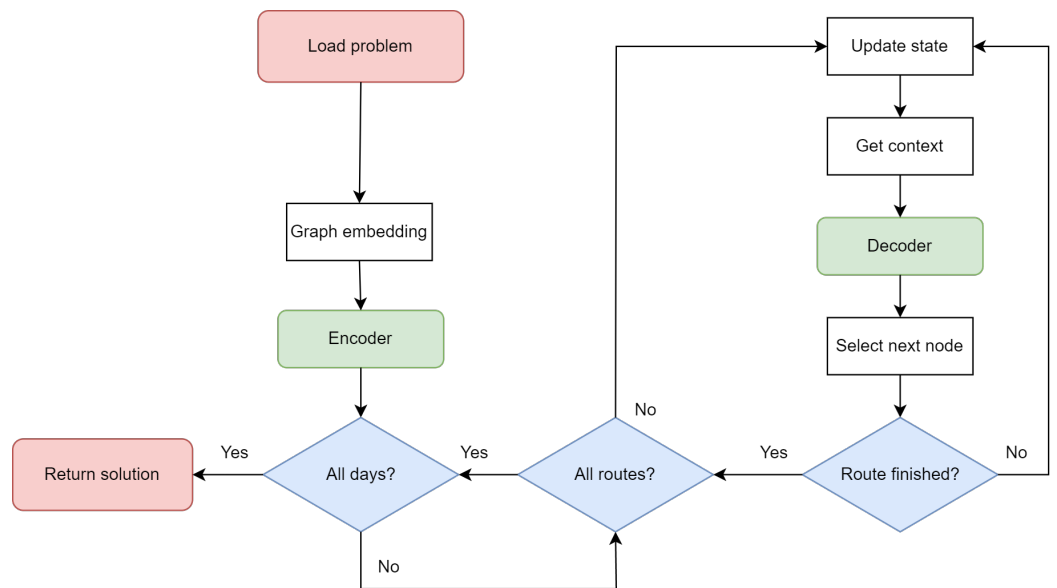 Load problem
Graph embedding
Encoder
All days?
Yes
Return solution
No
All routes?
Yes
No
Update state
Get context
Decoder
Select next node
Route finished?
Yes
No